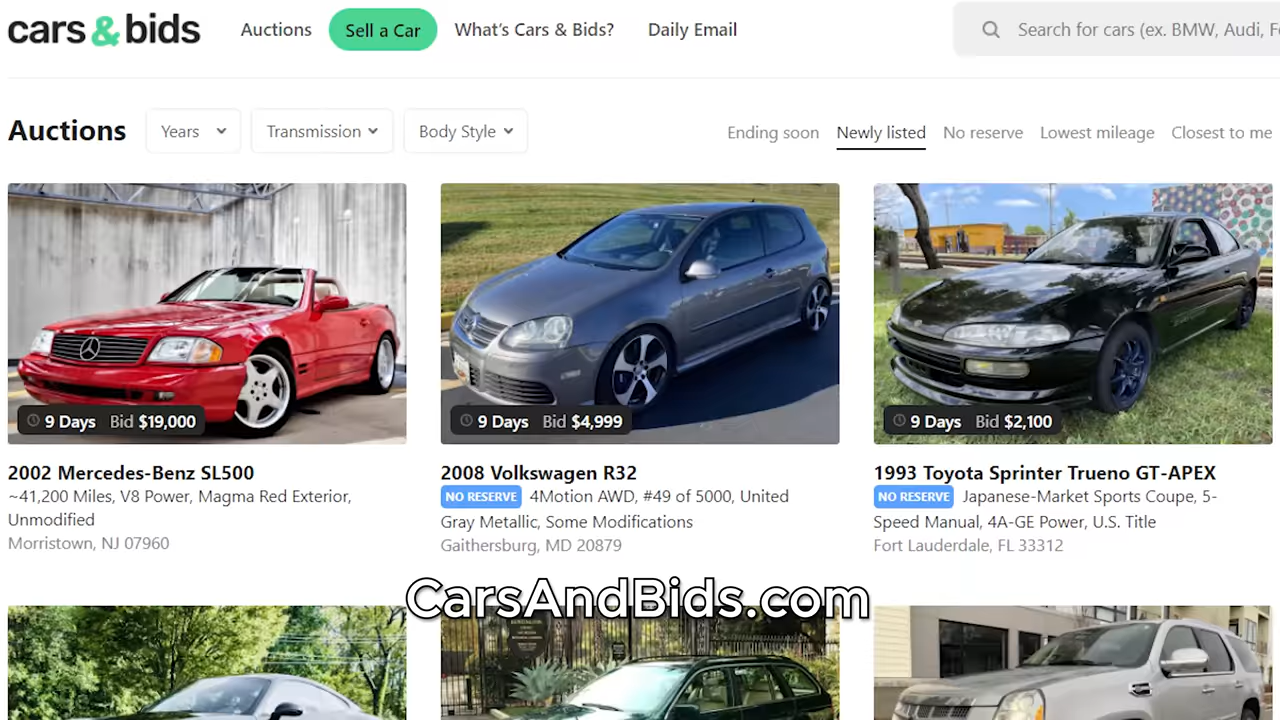 cars & bids
Auctions
Sell a Car
What's Cars & Bids?
Daily Email
Search for cars (ex. BMW, Audi, F
Auctions
Years
Transmission
Body Style
Ending soon
Newly listed
No reserve
Lowest mileage
Closest to me
9 Days Bid $19,000
9 Days Bid $4,999
9 Days Bid $2,100
2002 Mercedes-Benz SL500
~41,200 Miles, V8 Power, Magma Red Exterior,
Unmodified
Morristown, NJ 07960
2008 Volkswagen R32
NO RESERVE 4Motion AWD, #49 of 5000, United
Gray Metallic, Some Modifications
Gaithersburg, MD 20879
1993 Toyota Sprinter Trueno GT-APEX
NO RESERVE Japanese-Market Sports Coupe, 5-
Speed Manual, 4A-GE Power, U.S. Title
Fort Lauderdale, FL 33312
CarsAndBids.com